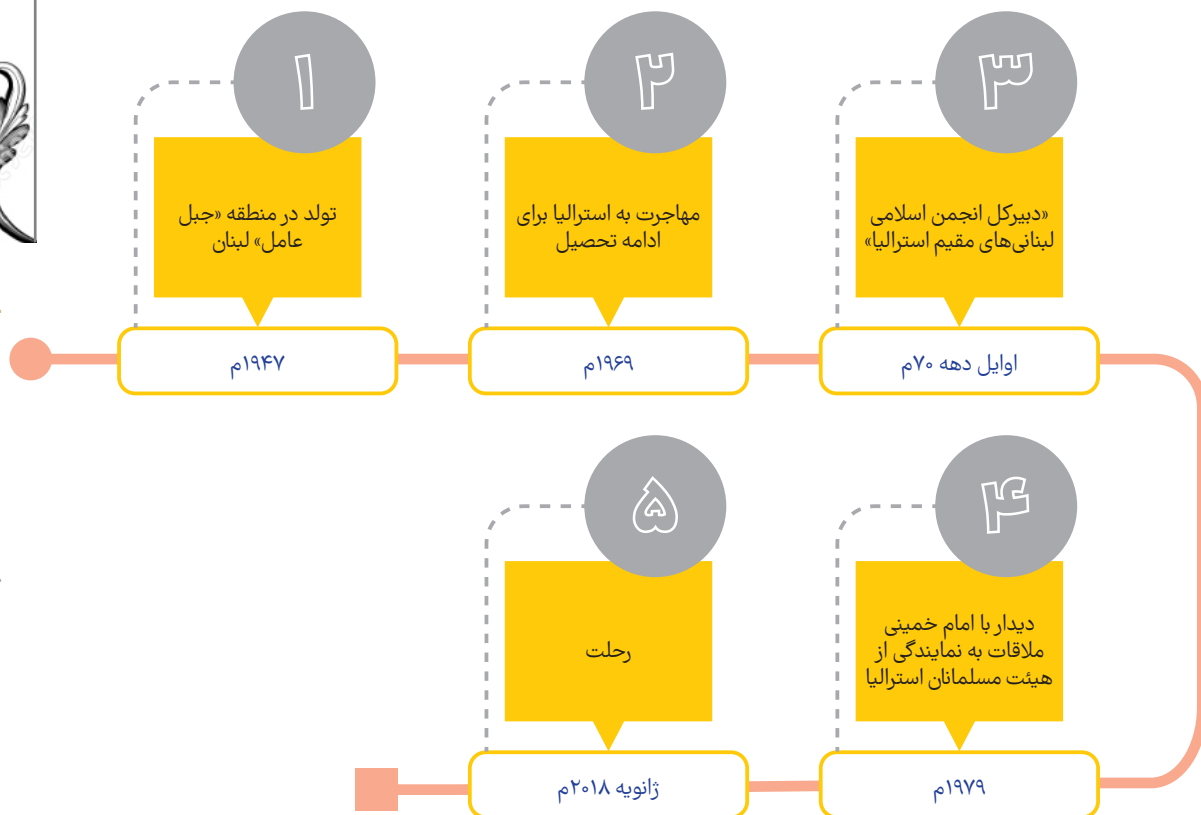 ۱
تولد در منطقه «جبل
عامل» لبنان
۱۹۴۷م
۲
مهاجرت به استرالیا برای
ادامه تحصیل
۱۹۶۹م
۳
«دبیرکل انجمن اسلامی
لبنانی‌های مقیم استرالیا»
اوایل دهه ۷۰م
۴
دیدار با امام خمینی
ملاقات به نمایندگی از
هیئت مسلمانان استرالیا
۱۹۷۹م
۵
رحلت
ژانویه ۲۰۱۸م